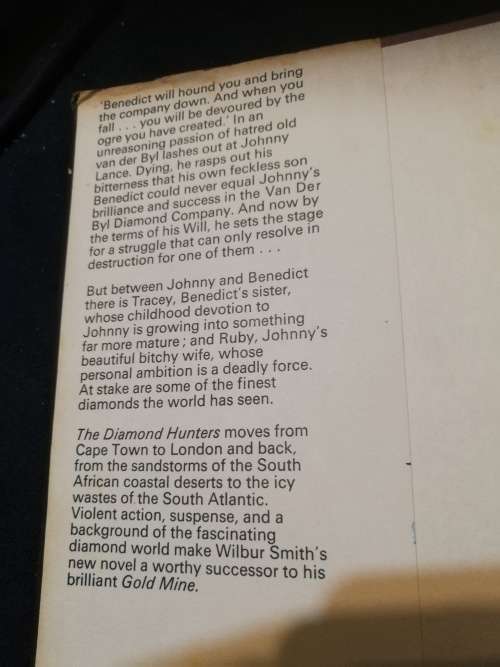 'Benedict will hound you and bring
the company down. And when you
fall . . . you will be devoured by the
ogre you have created.' In an
unreasoning passion of hatred old
van der Byl lashes out at Johnny
Lance. Dying, he rasps out his
bitterness that his own feckless son
Benedict could never equal Johnny's
brilliance and success in the Van Der
Byl Diamond Company. And now by
the terms of his Will, he sets the stage
for a struggle that can only resolve in
destruction for one of them . . .
But between Johnny and Benedict
there is Tracey, Benedict's sister,
whose childhood devotion to
Johnny is growing into something
far more mature; and Ruby, Johnny's
beautiful bitchy wife, whose
personal ambition is a deadly force.
At stake are some of the finest
diamonds the world has seen.
The Diamond Hunters moves from
Cape Town to London and back,
from the sandstorms of the South
African coastal deserts to the icy
wastes of the South Atlantic.
Violent action, suspense, and a
background of the fascinating
diamond world make Wilbur Smith's
new novel a worthy successor to his
brilliant Gold Mine.